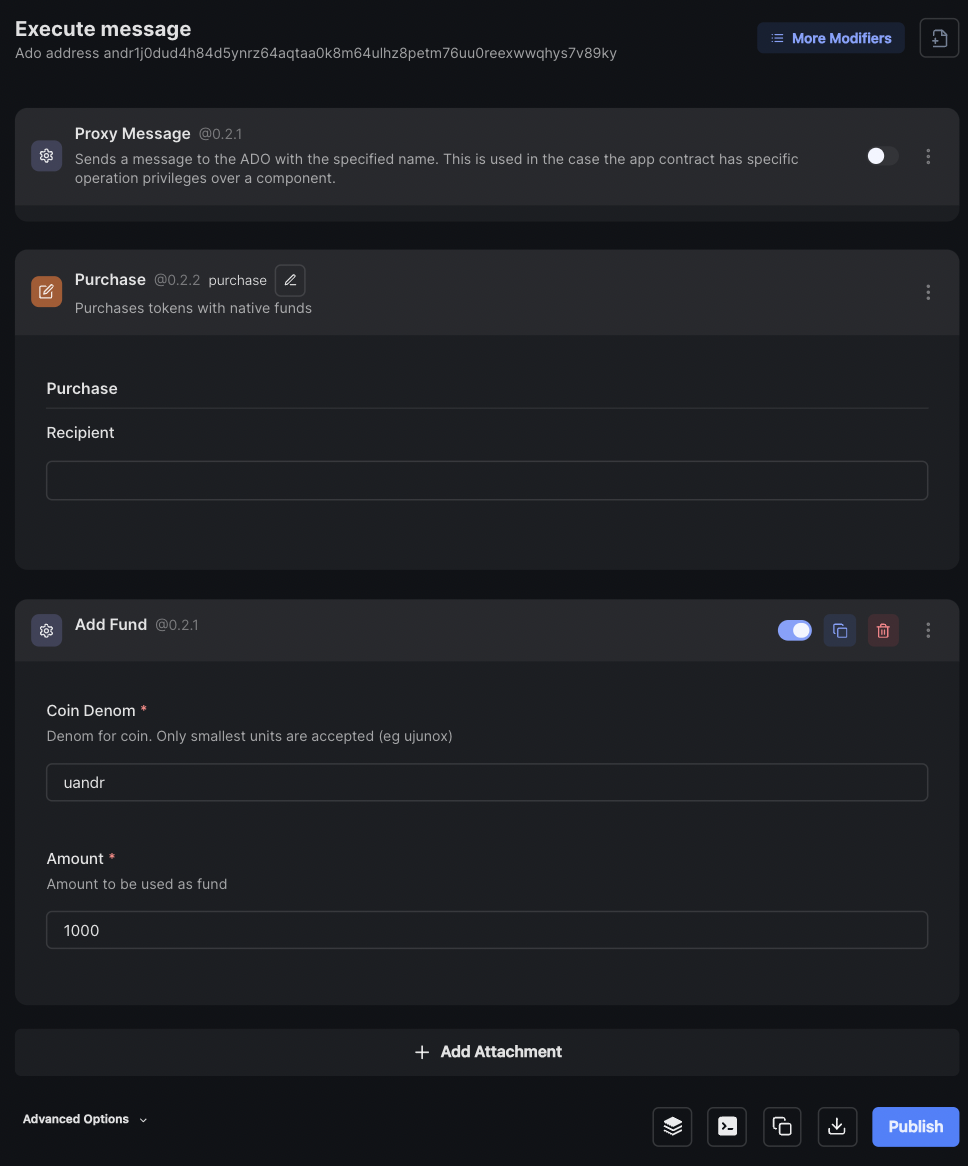 Execute message
Ado address andr1j0dud4h84d5ynrz64aqtaa0k8m64ulhz8petm76uu0reexwwqhys7v89ky
More Modifiers
Proxy Message @0.2.1
Sends a message to the ADO with the specified name. This is used in the case the app contract has specific
operation privileges over a component.
Purchase @0.2.2 purchase
Purchases tokens with native funds
Purchase
Recipient
Add Fund @0.2.1
Coin Denom *
Denom for coin. Only smallest units are accepted (eg ujunox)
uandr
Amount *
Amount to be used as fund
1000
+ Add Attachment
Advanced Options
Publish